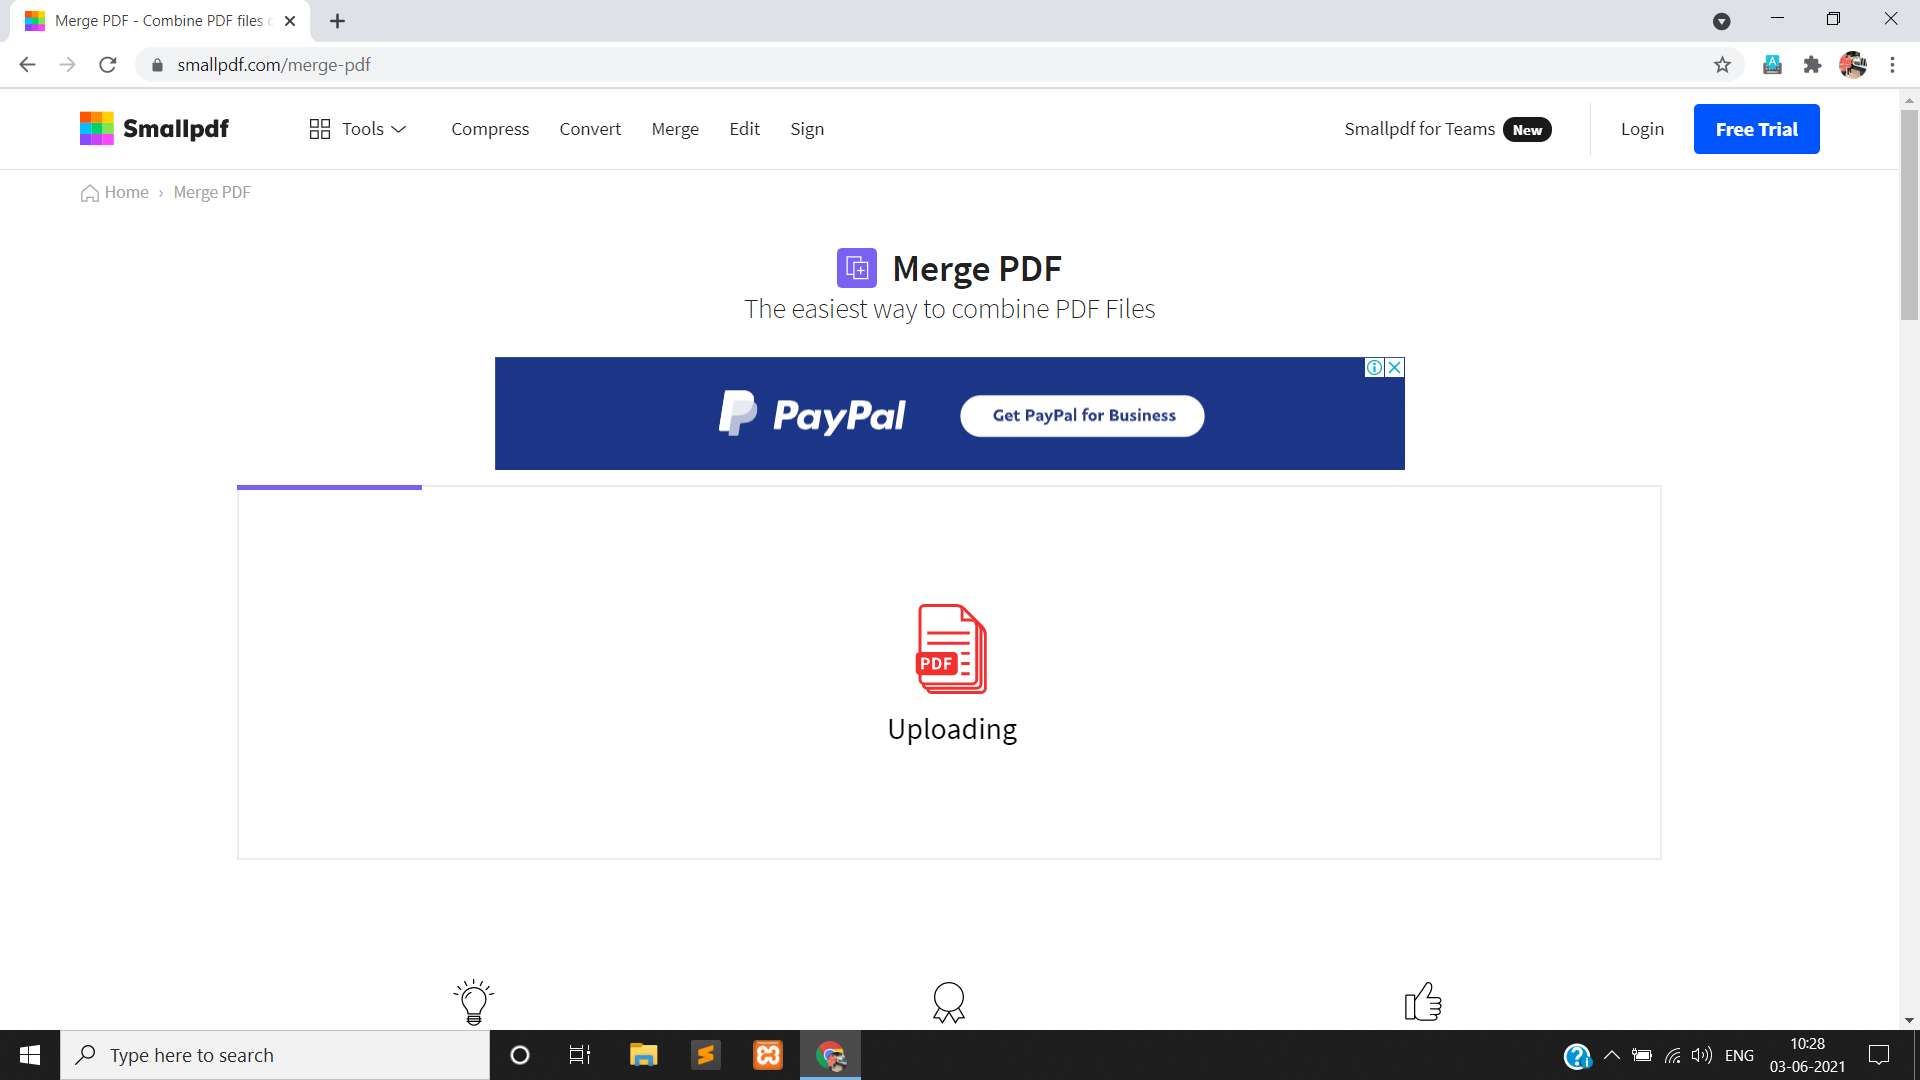 Merge PDF - Combine PDF files
smallpdf.com/merge-pdf
Smallpdf Tools Compress Convert Merge Edit Sign Smallpdf for Teams New Login Free Trial
Home › Merge PDF
Merge PDF
The easiest way to combine PDF Files
PayPal Get PayPal for Business
PDF
Uploading
Type here to search
ENG
10:28
03-06-2021